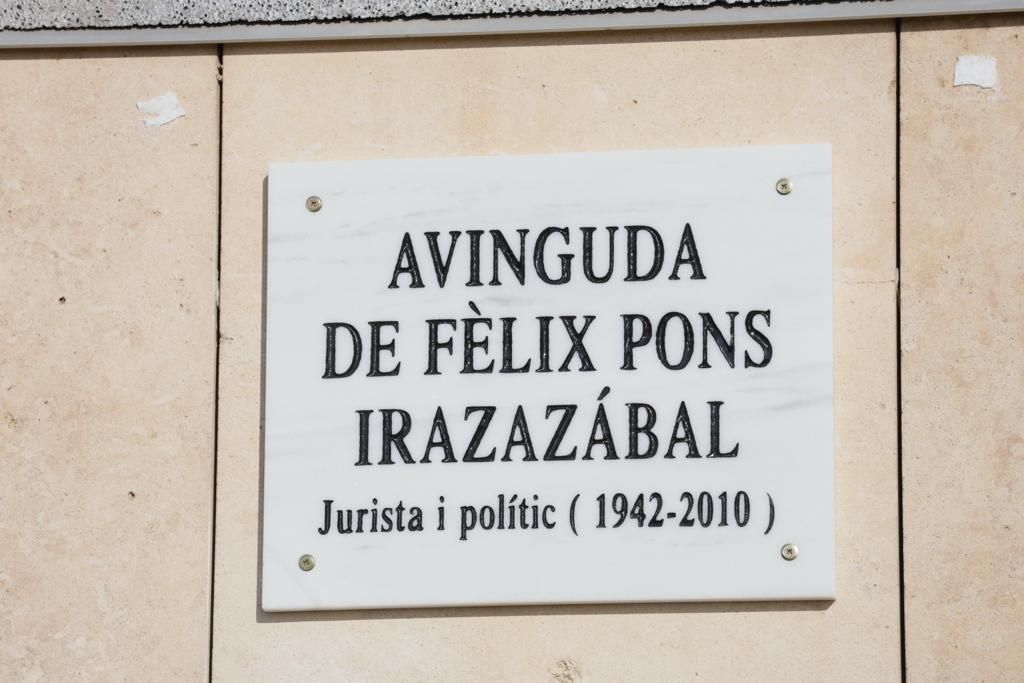 AVINGUDA
DE FÈLIX PONS
IRAZAZÁBAL
Jurista i polític ( 1942-2010 )